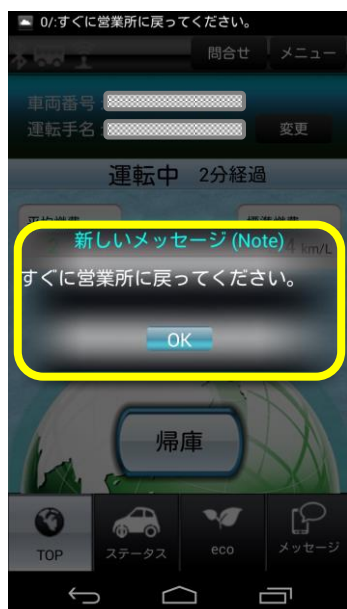 0/:すぐに営業所に戻ってください。
問合せ メニュー
車両番号:
運転手名: 変更
運転中 2分経過
新しいメッセージ(Note)
4 km/L
すぐに営業所に戻ってください。
OK
帰庫
TOP ステータス eco メッセージ